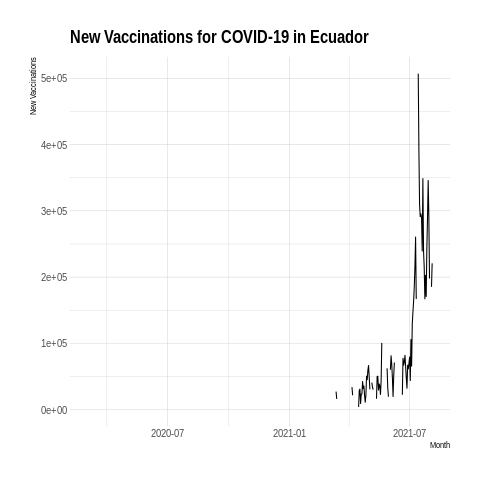 New Vaccinations for COVID-19 in Ecuador
New Vaccinations
5e+05
4e+05
3e+05
2e+05
1e+05
0e+00
2020-07
2021-01
2021-07
Month